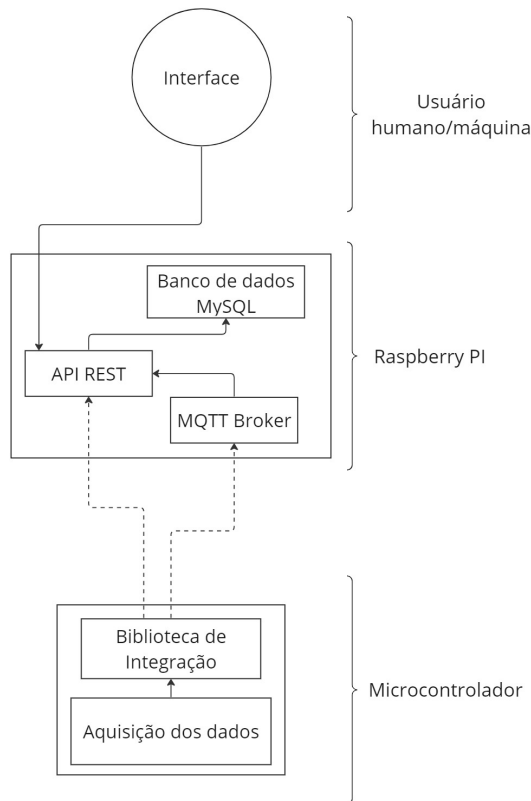 Interface
Usuário
humano/máquina
Banco de dados
MySQL
API REST
Raspberry PI
MQTT Broker
Biblioteca de
Integração
Microcontrolador
Aquisição dos dados